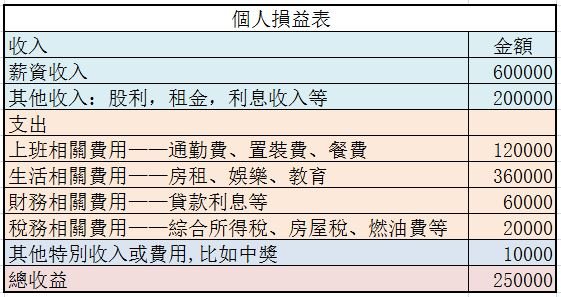 個人損益表
收入 金額
薪資收入 600000
其他收入：股利，租金，利息收入等 200000
支出
上班相關費用——通勤費、置裝費、餐費 120000
生活相關費用——房租、娛樂、教育 360000
財務相關費用——貸款利息等 60000
稅務相關費用——綜合所得稅、房屋稅、燃油費等 20000
其他特別收入或費用,比如中獎 10000
總收益 250000